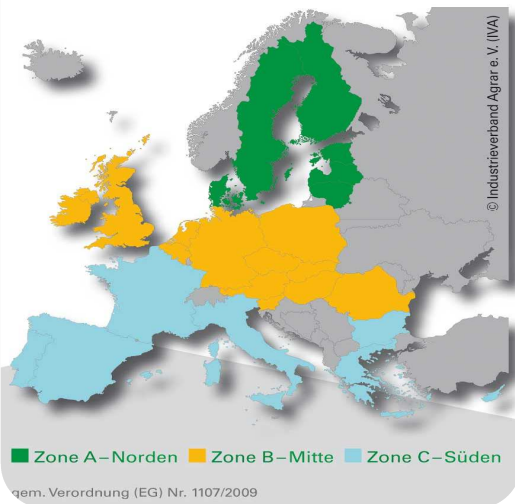 © Industrieverband Agrar e. V. (IVA)
Zone A–Norden Zone B–Mitte Zone C–Süden
gem. Verordnung (EG) Nr. 1107/2009